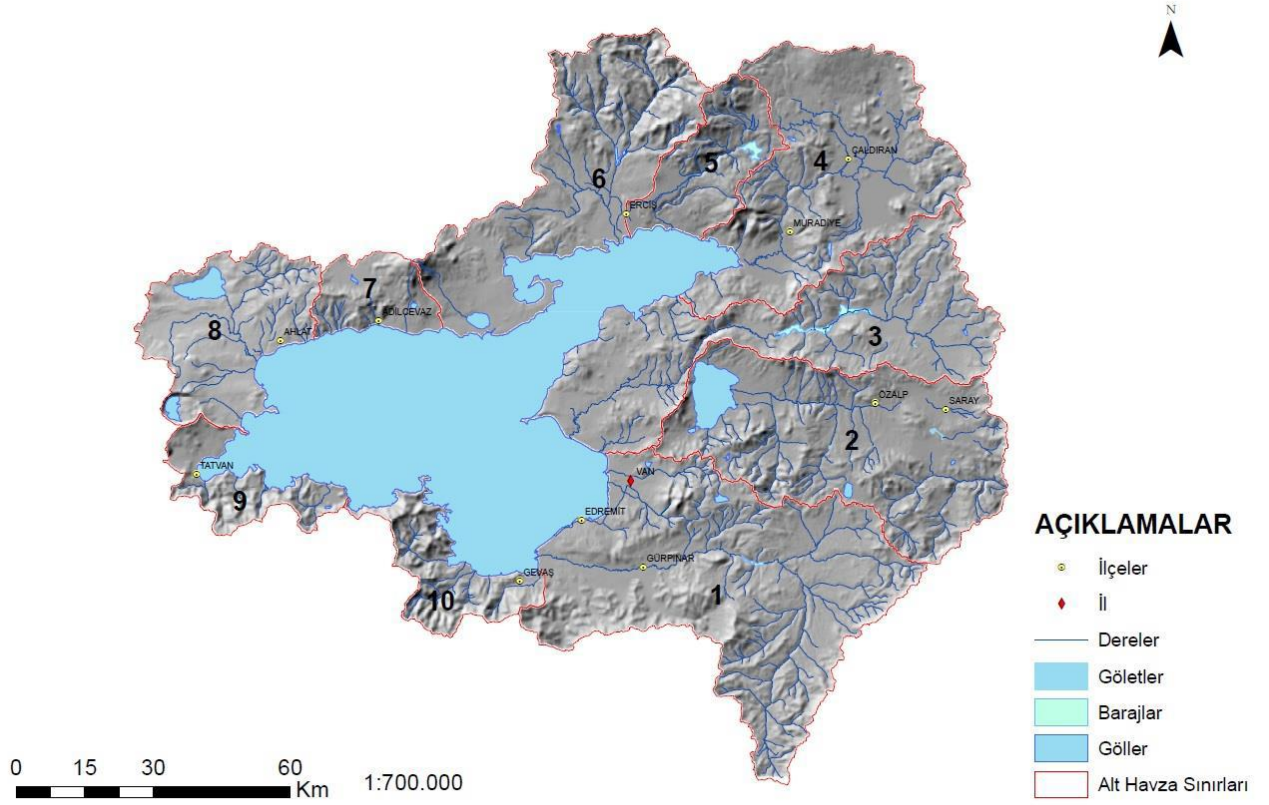 N
6
5
4
ÇALDIRAN
ERCİŞ
MURADİYE
7
ADİLCEVAZ
8
AHLAT
3
ÖZALP
SARAY
2
TATVAN
9
VAN
EDREMİT
GÜRPINAR
GEVAŞ
10
1
AÇIKLAMALAR
İlçeler
İl
Dereler
Göletler
Barajlar
Göller
Alt Havza Sınırları
0 15 30 60
Km
1:700.000